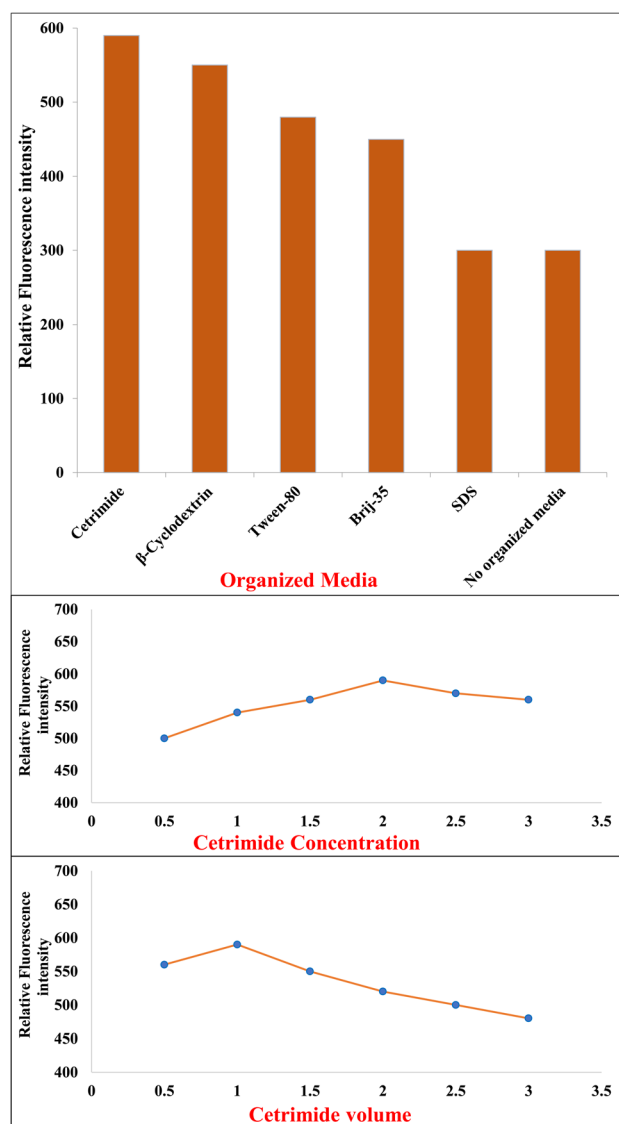 600
500
400
300
200
100
0
Relative Fluorescence intensity
Cetrimide
β-Cyclodextrin
Tween-80
Brij-35
SDS
No organized media
Organized Media
700
650
600
550
500
450
400
Relative Fluorescence
intensity
0 0.5 1 1.5 2 2.5 3 3.5
Cetrimide Concentration
700
650
600
550
500
450
400
Relative Fluorescence
intensity
0 0.5 1 1.5 2 2.5 3 3.5
Cetrimide volume